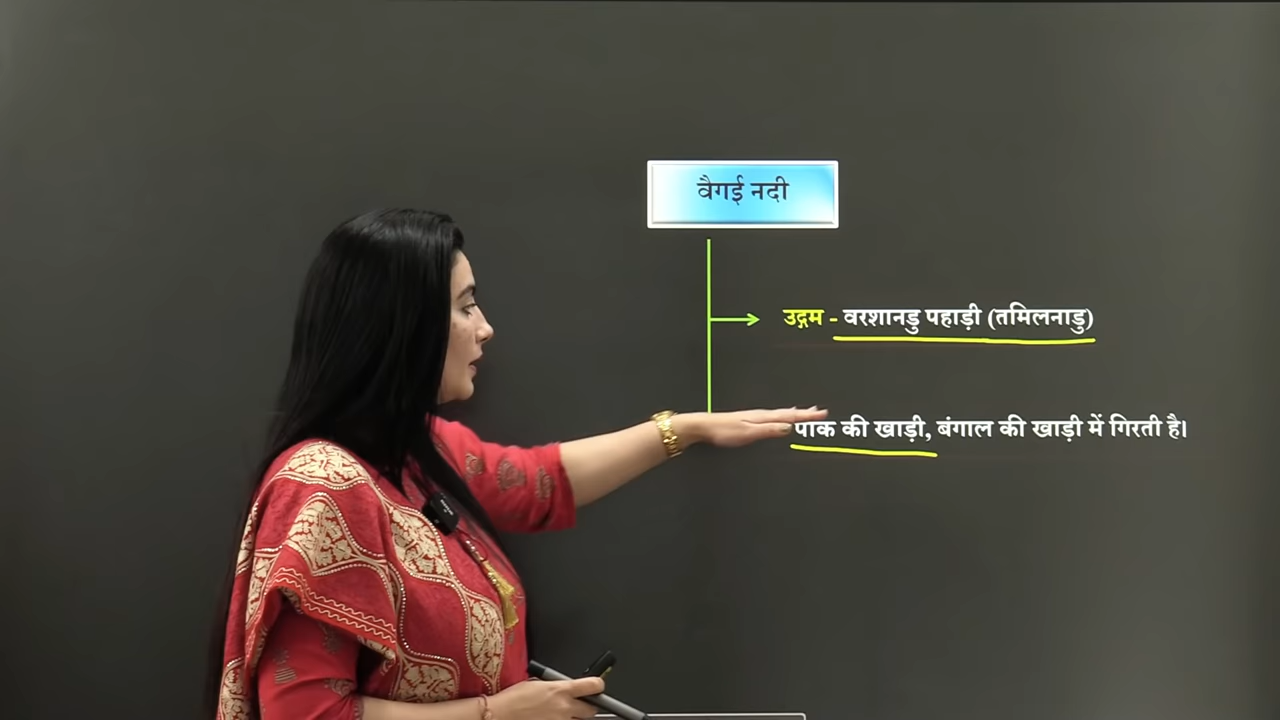 वैगई नदी
उद्गम - वरशानडु पहाड़ी (तमिलनाडु)
पाक की खाड़ी, बंगाल की खाड़ी में गिरती है।